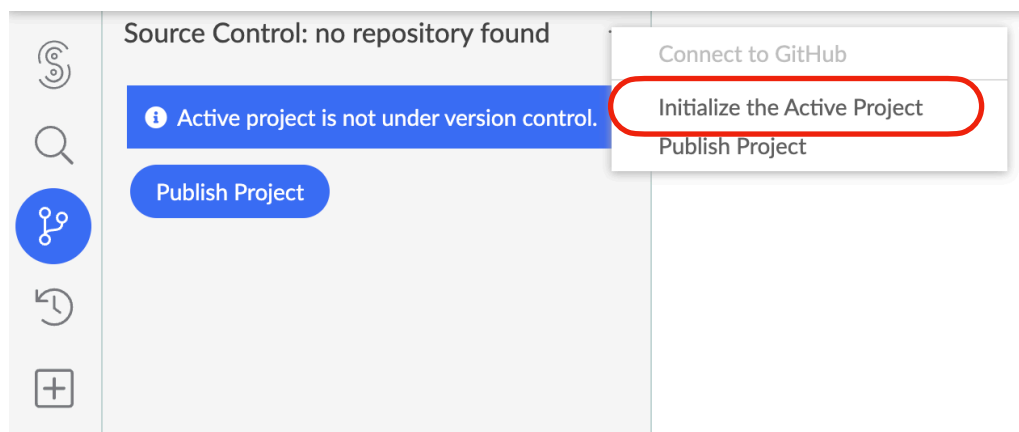 Source Control: no repository found
Active project is not under version control.
Publish Project
Connect to GitHub
Initialize the Active Project
Publish Project